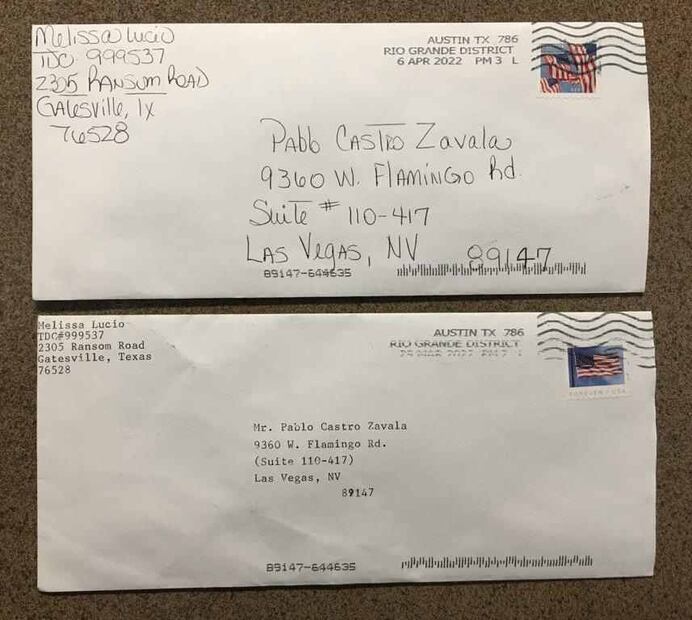 Melissa Lucio
TDC 999537
2305 Ransom Road
Gatesville, Tx
76528
AUSTIN TX 786
RIO GRANDE DISTRICT
6 APR 2022 PM 3 L
Pablo Castro Zavala
9360 W. Flamingo Rd.
Suite # 110-417
Las Vegas, NV 89147
89147-644635
Melissa Lucio
TDC#999537
2305 Ransom Road
Gatesville, Texas
76528
AUSTIN TX 786
RIO GRANDE DISTRICT
FOREVER / USA
Mr. Pablo Castro Zavala
9360 W. Flamingo Rd.
(Suite 110-417)
Las Vegas, NV
89147
89147-644635